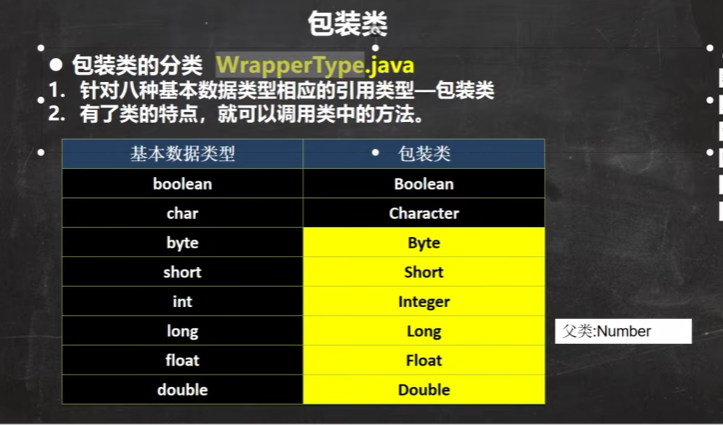 包装类
● 包装类的分类 WrapperType.java
1. 针对八种基本数据类型相应的引用类型—包装类
2. 有了类的特点，就可以调用类中的方法。
基本数据类型 • 包装类
boolean Boolean
char Character
byte Byte
short Short
int Integer
long Long 父类:Number
float Float
double Double